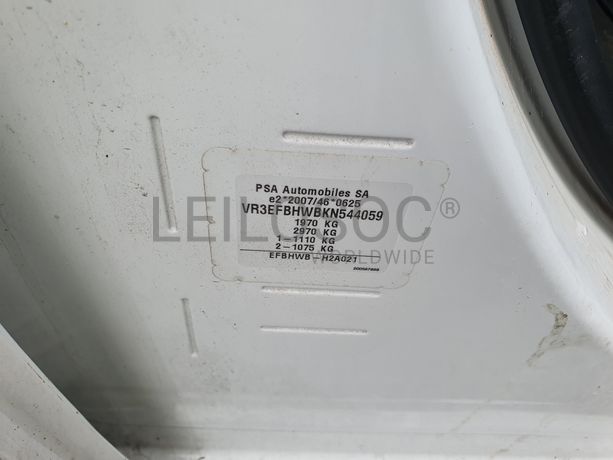 PSA Automobiles SA
e2*2007/46*0625
VR3EFBHWBKN544059
LEILOSOC®
1970 KG
2970 KG
1-1110 KG
2-1075 KG
WORLDWIDE
EFBHWB H2A021